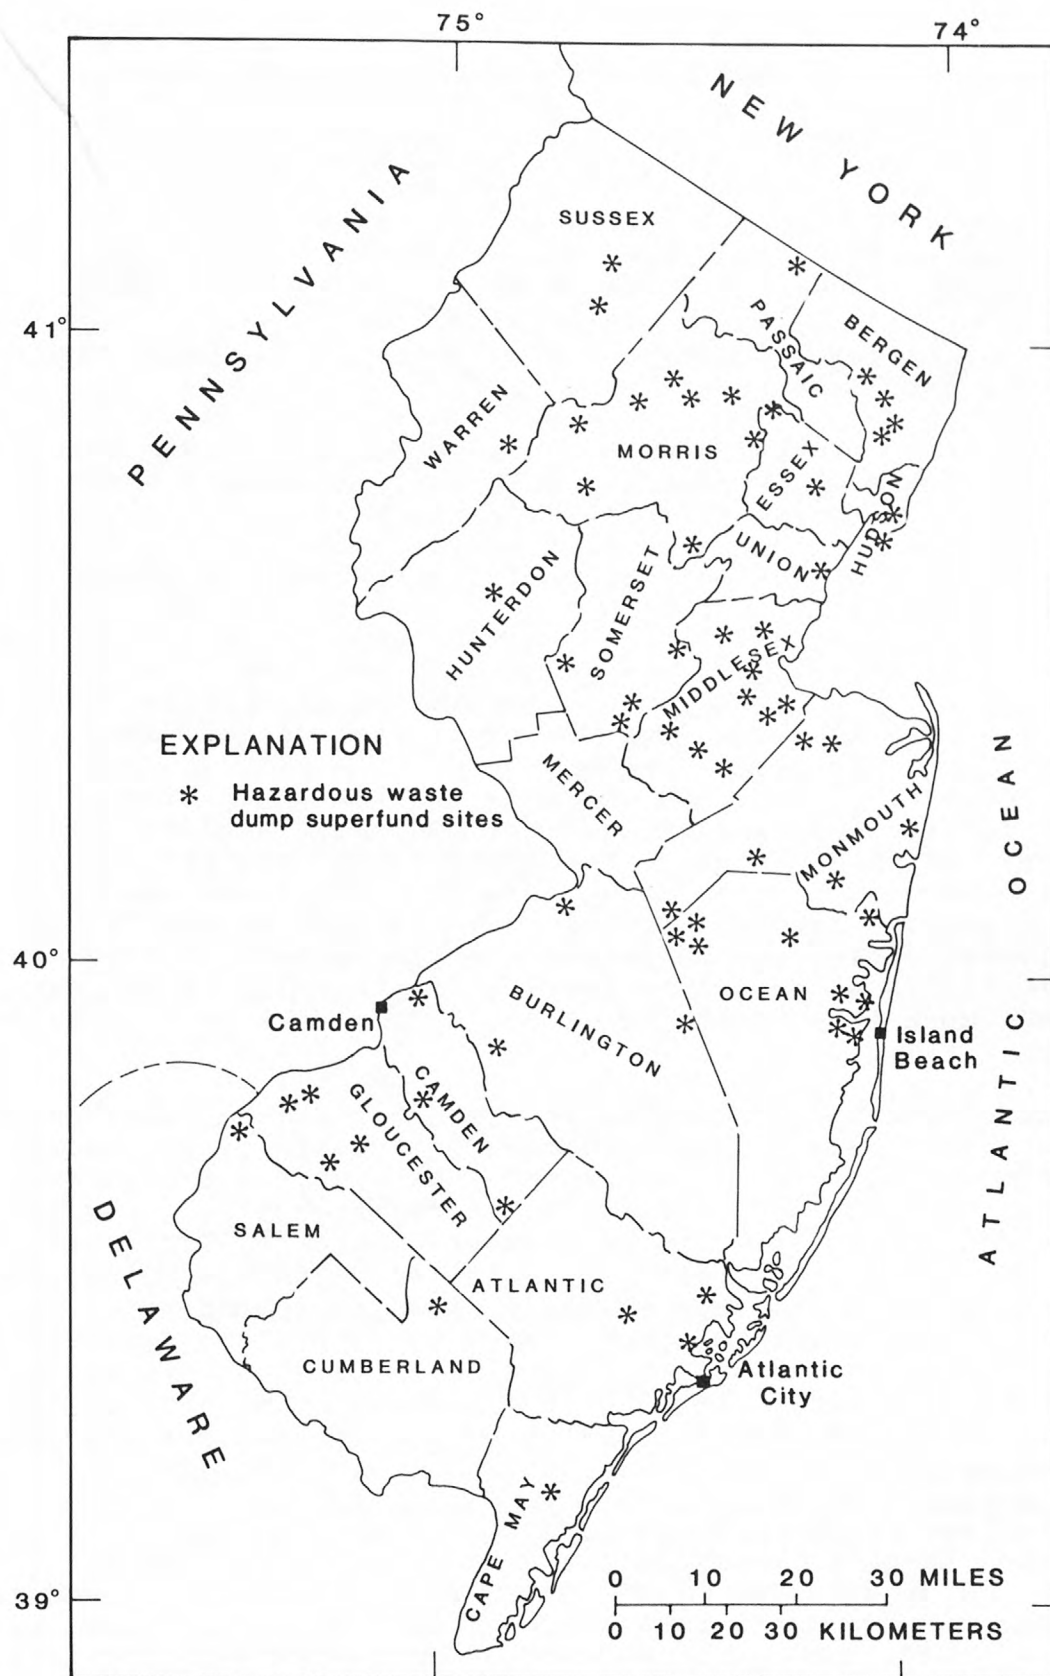 75° 74°
NEW YORK
PENNSYLVANIA
SUSSEX
41°
PASSAIC
BERGEN
WARREN
MORRIS
ESSEX
HUDSON
UNION
HUNTERDON
SOMERSET
MIDDLESEX
EXPLANATION
* Hazardous waste
dump superfund sites
MERCER
MONMOUTH
ATLANTIC OCEAN
40°
OCEAN
BURLINGTON
Camden
Island
Beach
CAMDEN
GLOUCESTER
SALEM
DELAWARE
ATLANTIC
CUMBERLAND
Atlantic
City
CAPE MAY
39°
0 10 20 30 MILES
0 10 20 30 KILOMETERS